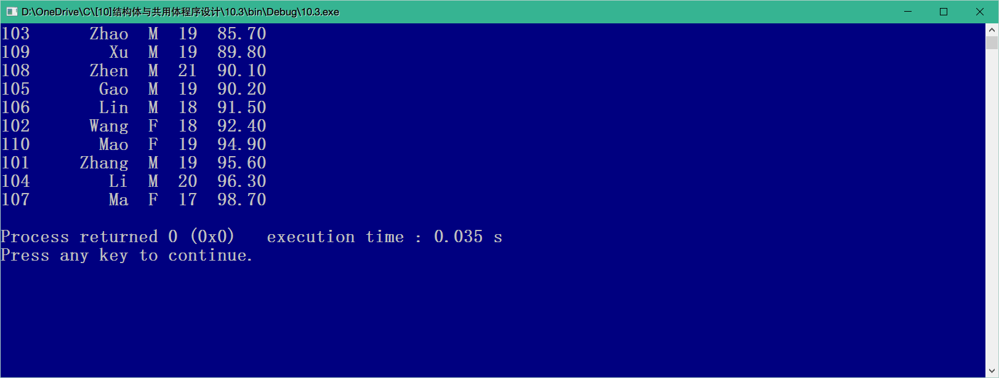 D:\OneDrive\C\[10]结构体与共用体程序设计\10.3\bin\Debug\10.3.exe
103      Zhao  M  19  85.70
109        Xu  M  19  89.80
108      Zhen  M  21  90.10
105       Gao  M  19  90.20
106       Lin  M  18  91.50
102      Wang  F  18  92.40
110       Mao  F  19  94.90
101     Zhang  M  19  95.60
104        Li  M  20  96.30
107        Ma  F  17  98.70
Process returned 0 (0x0)   execution time : 0.035 s
Press any key to continue.